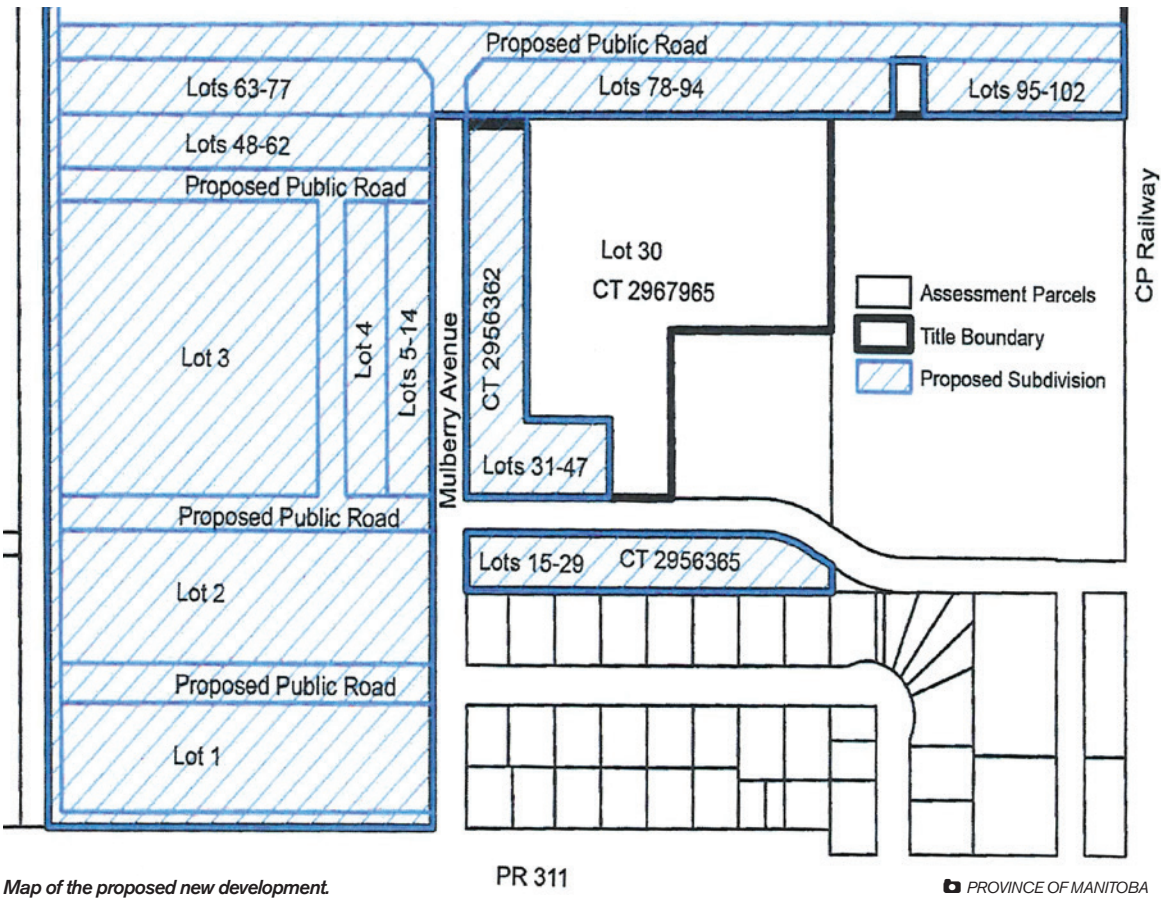 Proposed Public Road
Lots 63-77
Lots 78-94
Lots 95-102
Lots 48-62
Proposed Public Road
Lot 3
Lot 4
Lots 5-14
Mulberry Avenue
CT 2956362
Lot 30
CT 2967965
CP Railway
Assessment Parcels
Title Boundary
Proposed Subdivision
Lots 31-47
Proposed Public Road
Lots 15-29 CT 2956365
Lot 2
Proposed Public Road
Lot 1
PR 311
Map of the proposed new development.
PROVINCE OF MANITOBA